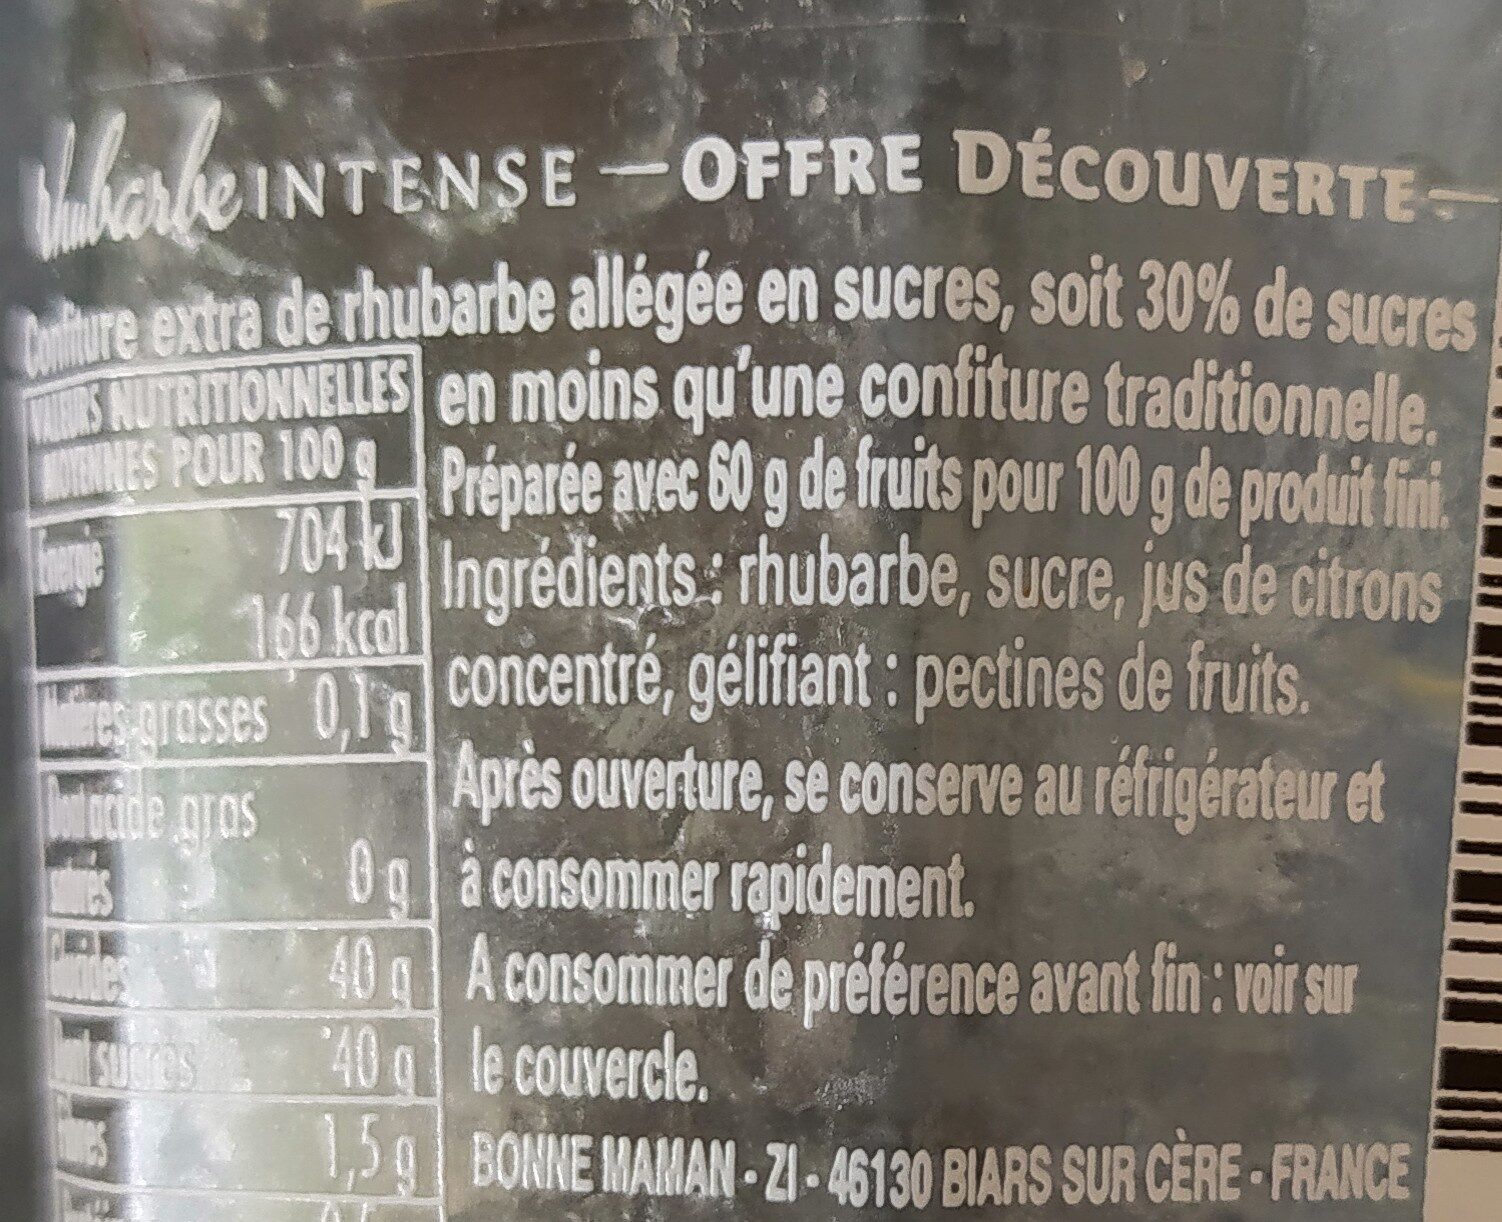 Rhubarbe INTENSE — OFFRE DÉCOUVERTE —
Confiture extra de rhubarbe allégée en sucres, soit 30% de sucres
en moins qu'une confiture traditionnelle.
Préparée avec 60 g de fruits pour 100 g de produit fini.
Ingrédients : rhubarbe, sucre, jus de citrons
concentré, gélifiant : pectines de fruits.
Après ouverture, se conserve au réfrigérateur et
à consommer rapidement.
A consommer de préférence avant fin : voir sur
le couvercle.
BONNE MAMAN - ZI - 46130 BIARS SUR CÈRE - FRANCE
VALEURS NUTRITIONNELLES
MOYENNES POUR 100 g
Énergie 704 kJ
166 kcal
Matières grasses 0,1 g
Dont acide gras
saturés 0 g
Glucides 40 g
Dont sucres 40 g
1,5 g